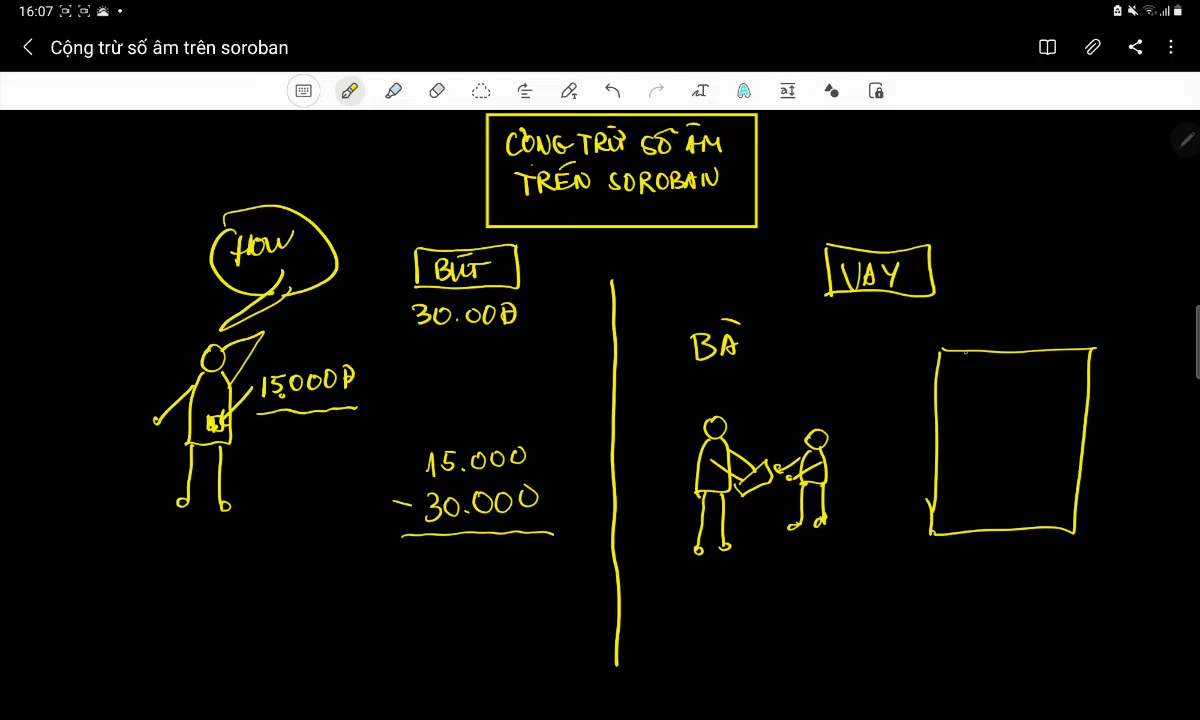 16:07
Cộng trừ số âm trên soroban
CỘNG TRỪ SỐ ÂM
TRÊN SOROBAN
HOW
BÚT
30.000Đ
VAY
BÀ
15.000Đ
15.000
- 30.000